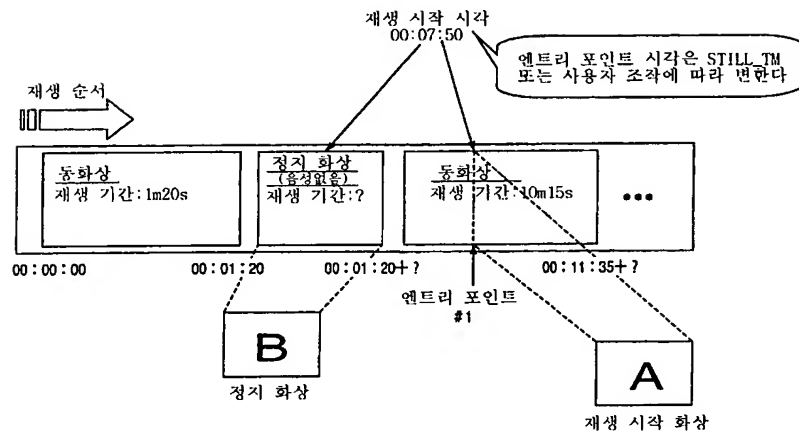 재생 시작 시각
00:07:50
엔트리 포인트 시각은 STILL_TM
또는 사용자 조작에 따라 변한다
재생 순서
동화상
재생 기간:1m20s
정지 화상
(음성없음)
재생 기간:?
동화상
재생 기간:10m15s
•••
00:00:00
00:01:20
00:01:20+?
00:11:35+?
엔트리 포인트
#1
B
정지 화상
A
재생 시작 화상